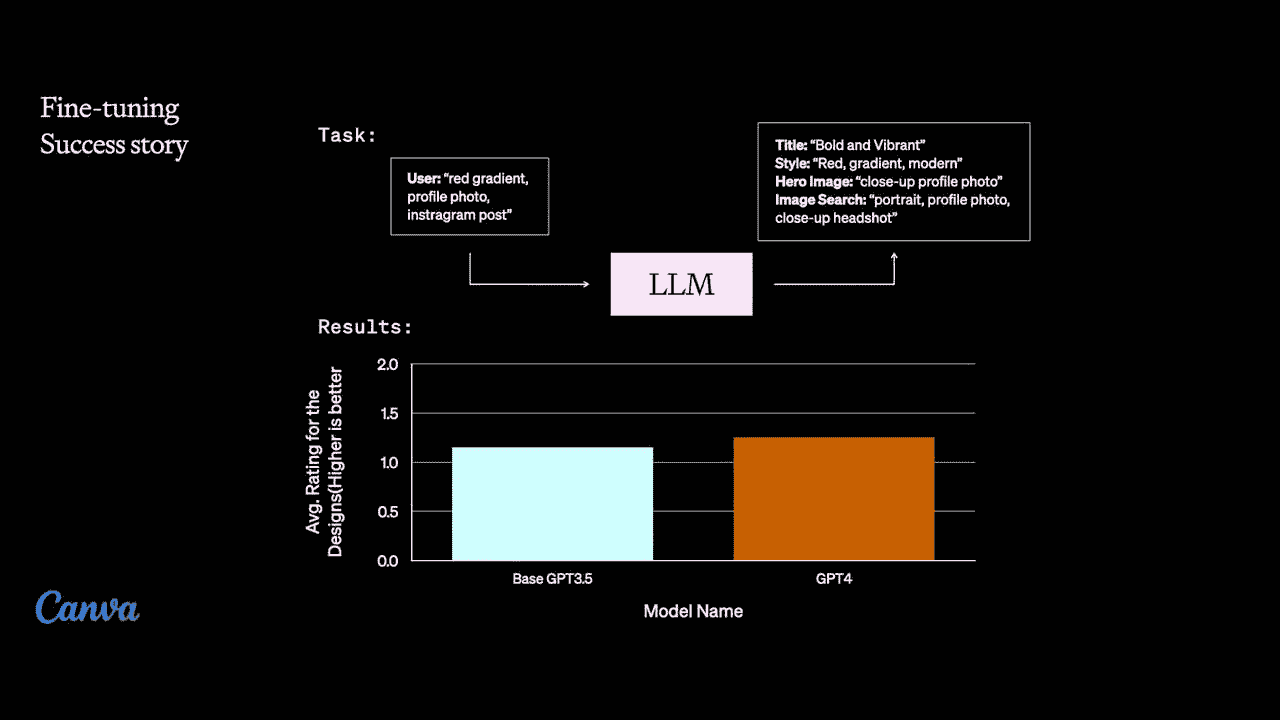 Fine-tuning
Success story
Task:
User: “red gradient,
profile photo,
instragram post”
LLM
Title: “Bold and Vibrant”
Style: “Red, gradient, modern”
Hero Image: “close-up profile photo”
Image Search: “portrait, profile photo,
close-up headshot”
Results:
Avg. Rating for the
Designs(Higher is better
2.0
1.5
1.0
0.5
0.0
Base GPT3.5
GPT4
Model Name
Canva